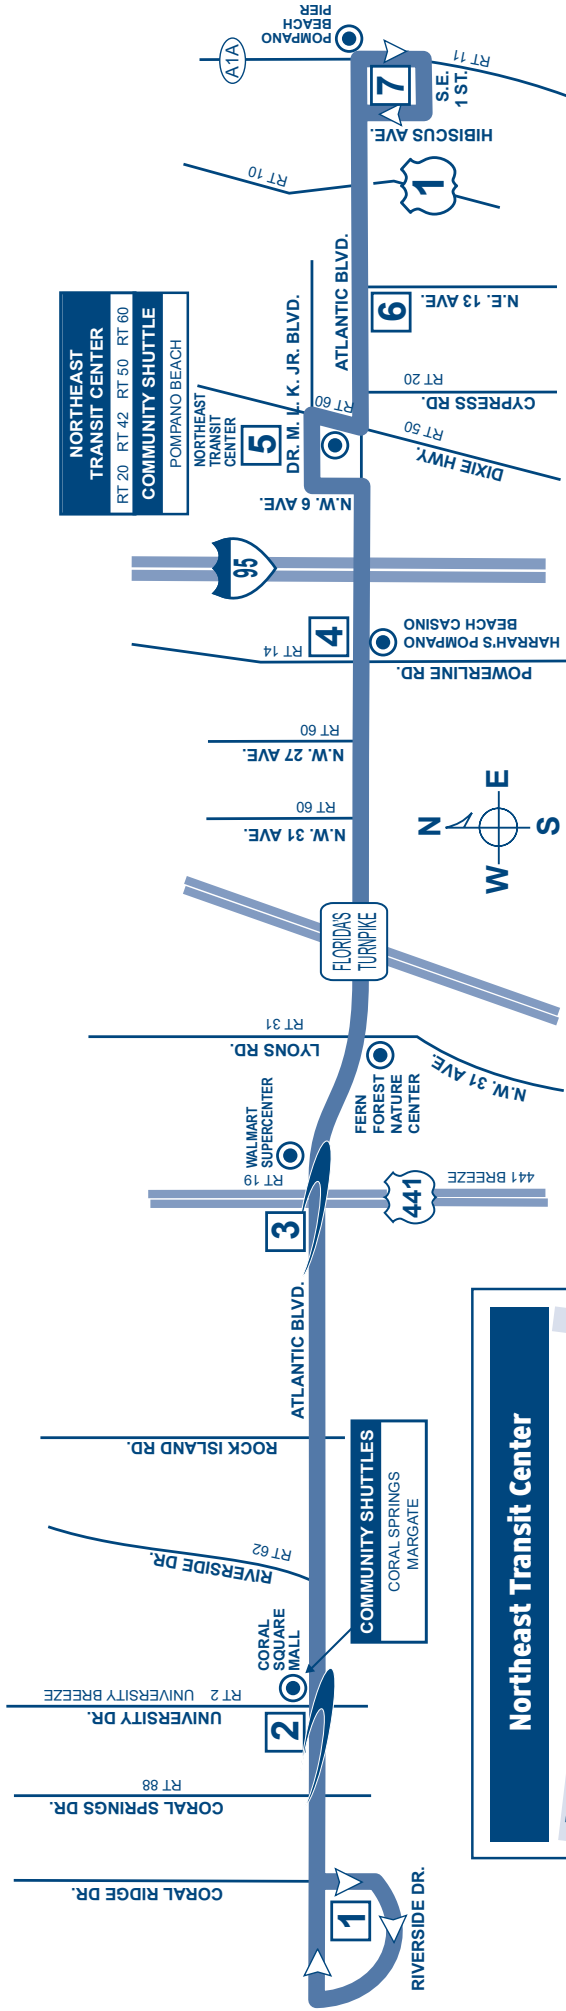 CORAL RIDGE DR.
1
RIVERSIDE DR.
CORAL SPRINGS DR.
RT 88
UNIVERSITY DR.
RT 2 UNIVERSITY BREEZE
2
CORAL
SQUARE
MALL
COMMUNITY SHUTTLES
CORAL SPRINGS
MARGATE
RIVERSIDE DR.
RT 62
ROCK ISLAND RD.
ATLANTIC BLVD.
3
RT 19
441
441 BREEZE
WALMART
SUPERCENTER
LYONS RD.
RT 31
FERN
FOREST
NATURE
CENTER
N.W. 31 AVE.
FLORIDA'S
TURNPIKE
N
W E
S
N.W. 31 AVE.
RT 60
N.W. 27 AVE.
RT 60
POWERLINE RD.
RT 14
4
HARRAH'S POMPANO
BEACH CASINO
95
N.W. 6 AVE.
NORTHEAST
TRANSIT CENTER
RT 20 RT 42 RT 50 RT 60
COMMUNITY SHUTTLE
POMPANO BEACH
NORTHEAST
TRANSIT
CENTER
5
DR. M. L. K. JR. BLVD.
RT 60
DIXIE HWY.
RT 50
CYPRESS RD.
RT 20
ATLANTIC BLVD.
6
N.E. 13 AVE.
RT 10
1
HIBISCUS AVE.
7
S.E.
1 ST.
A1A
RT 11
POMPANO
BEACH
PIER
Northeast Transit Center